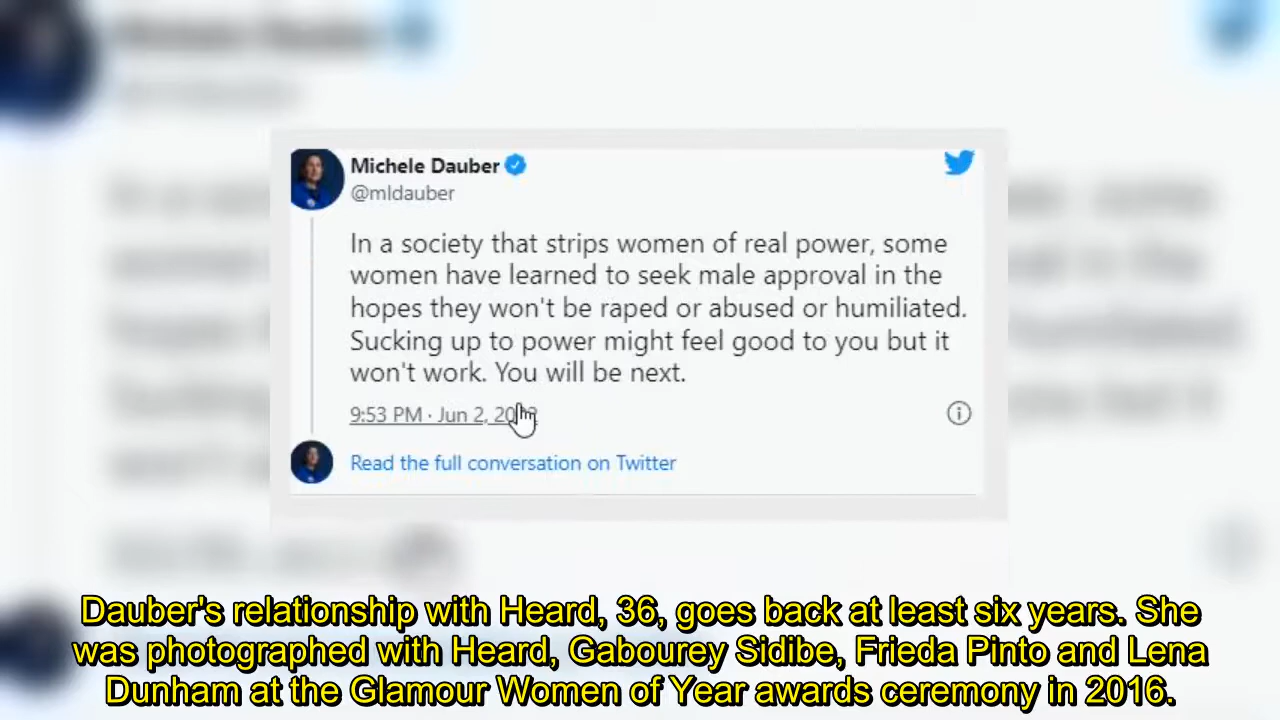 Michele Dauber
@mldauber
In a society that strips women of real power, some
women have learned to seek male approval in the
hopes they won't be raped or abused or humiliated.
Sucking up to power might feel good to you but it
won't work. You will be next.
9:53 PM · Jun 2,
Read the full conversation on Twitter
Dauber's relationship with Heard, 36, goes back at least six years. She
was photographed with Heard, Gabourey Sidibe, Frieda Pinto and Lena
Dunham at the Glamour Women of Year awards ceremony in 2016.